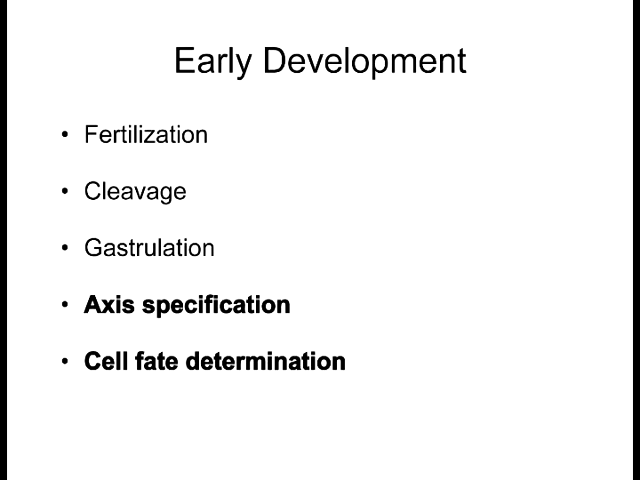 Early Development
• Fertilization
• Cleavage
• Gastrulation
• Axis specification
• Cell fate determination